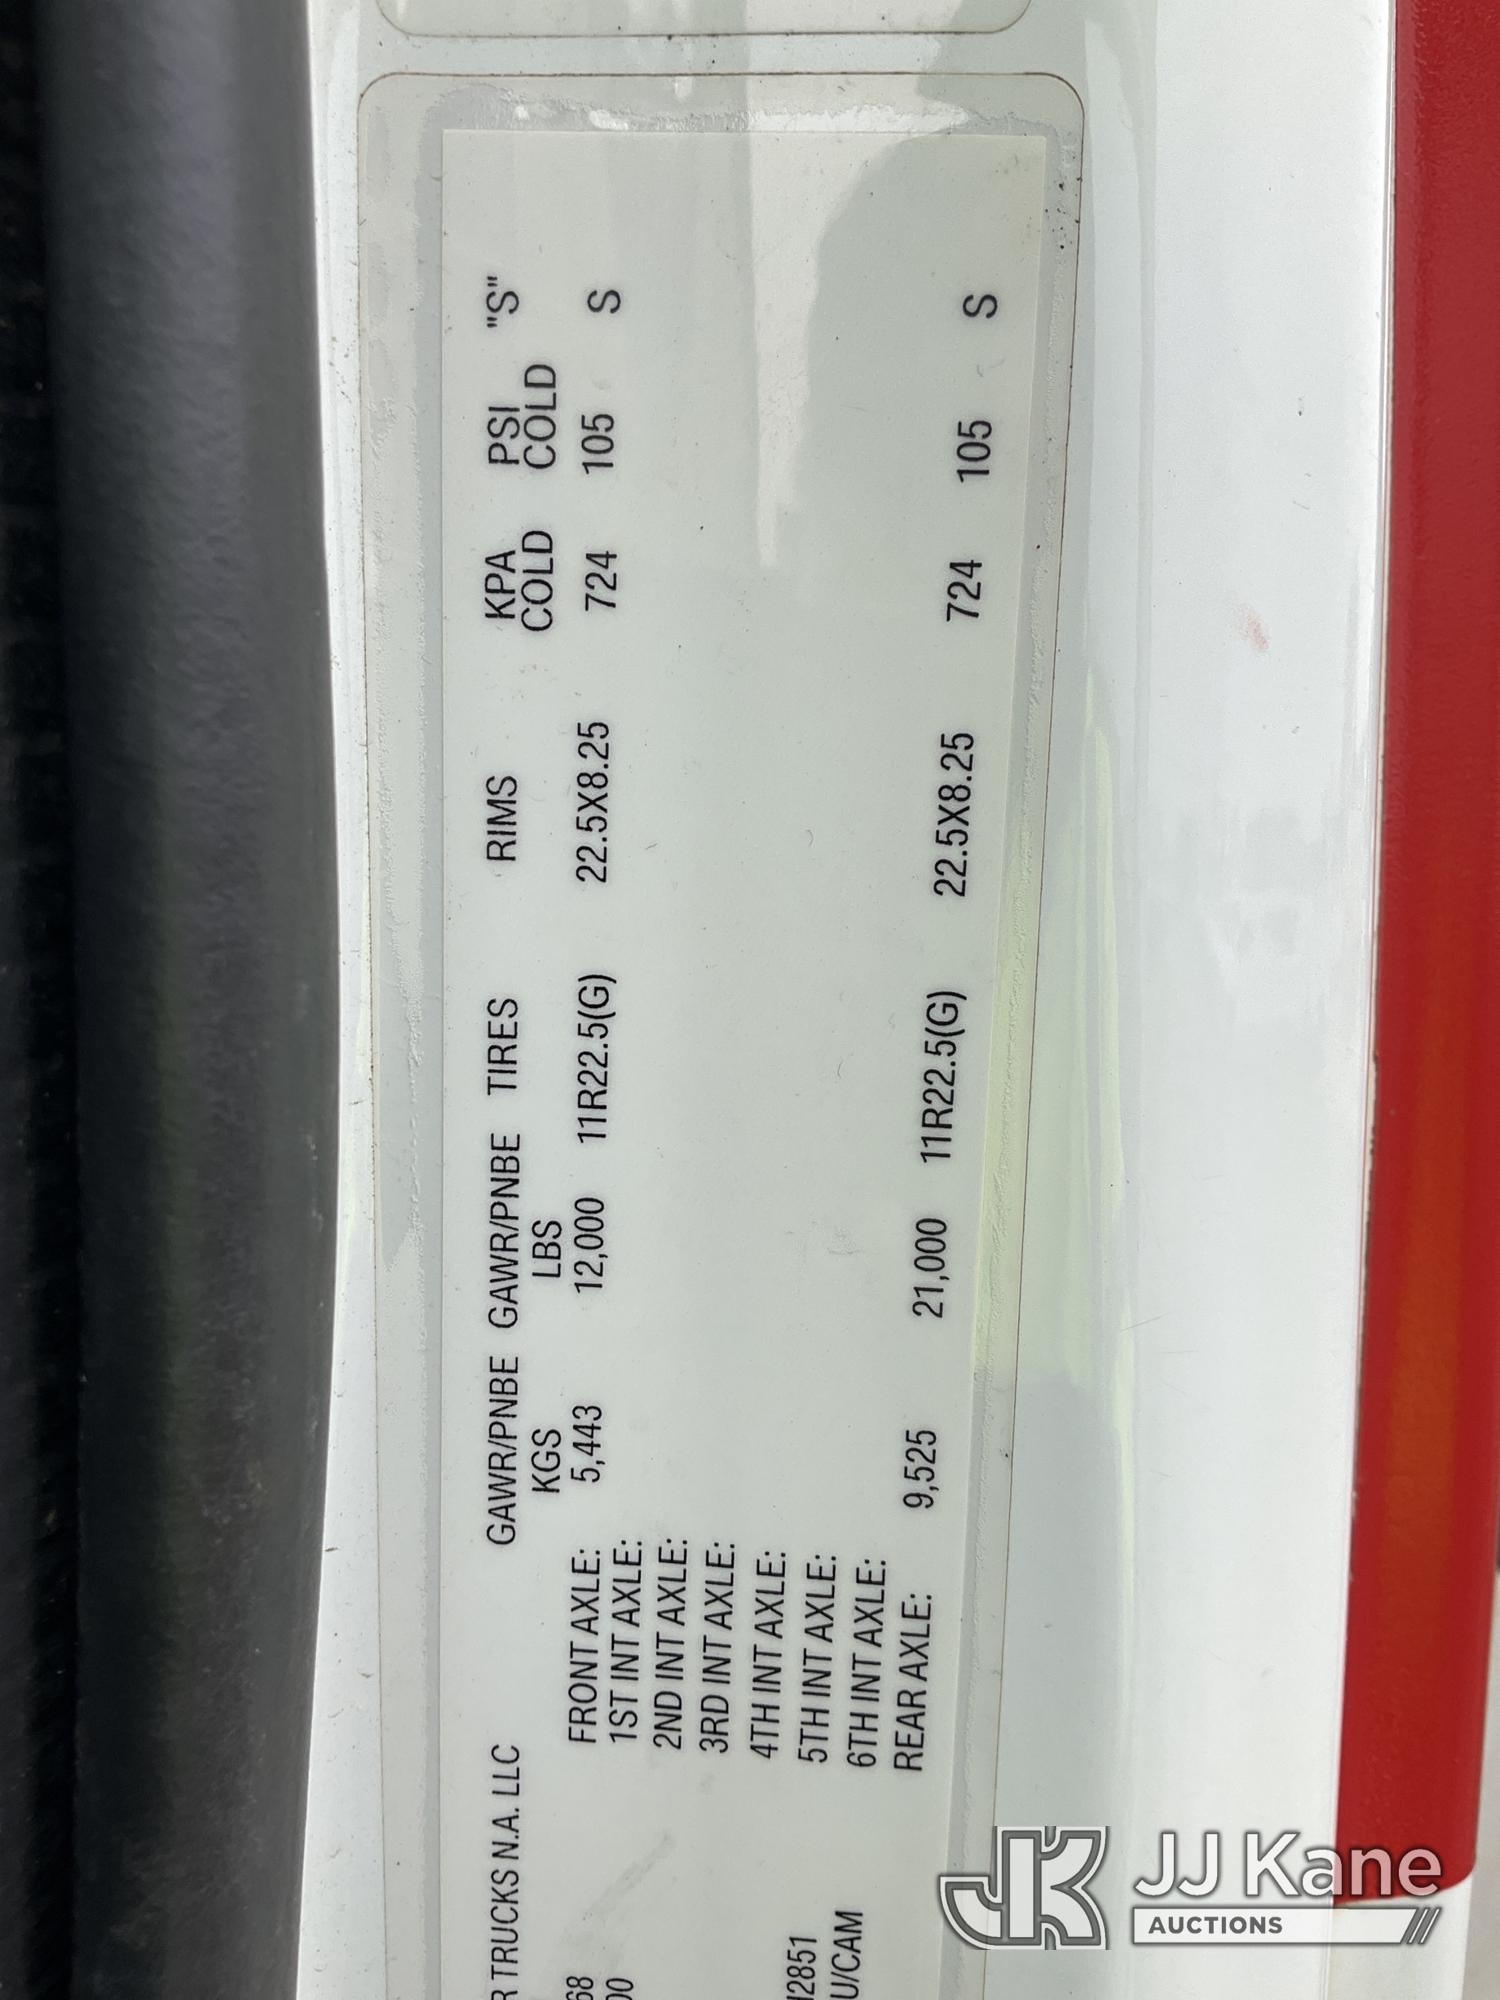 R TRUCKS N.A. LLC GAWR/PNBE GAWR/PNBE TIRES RIMS KPA PSI "S"
KGS LBS COLD COLD
68 FRONT AXLE: 5,443 12,000 11R22.5(G) 22.5X8.25 724 105 S
00 1ST INT AXLE:
2ND INT AXLE:
3RD INT AXLE:
4TH INT AXLE:
2851 5TH INT AXLE:
U/CAM 6TH INT AXLE:
REAR AXLE: 9,525 21,000 11R22.5(G) 22.5X8.25 724 105 S
JK JJ Kane
AUCTIONS